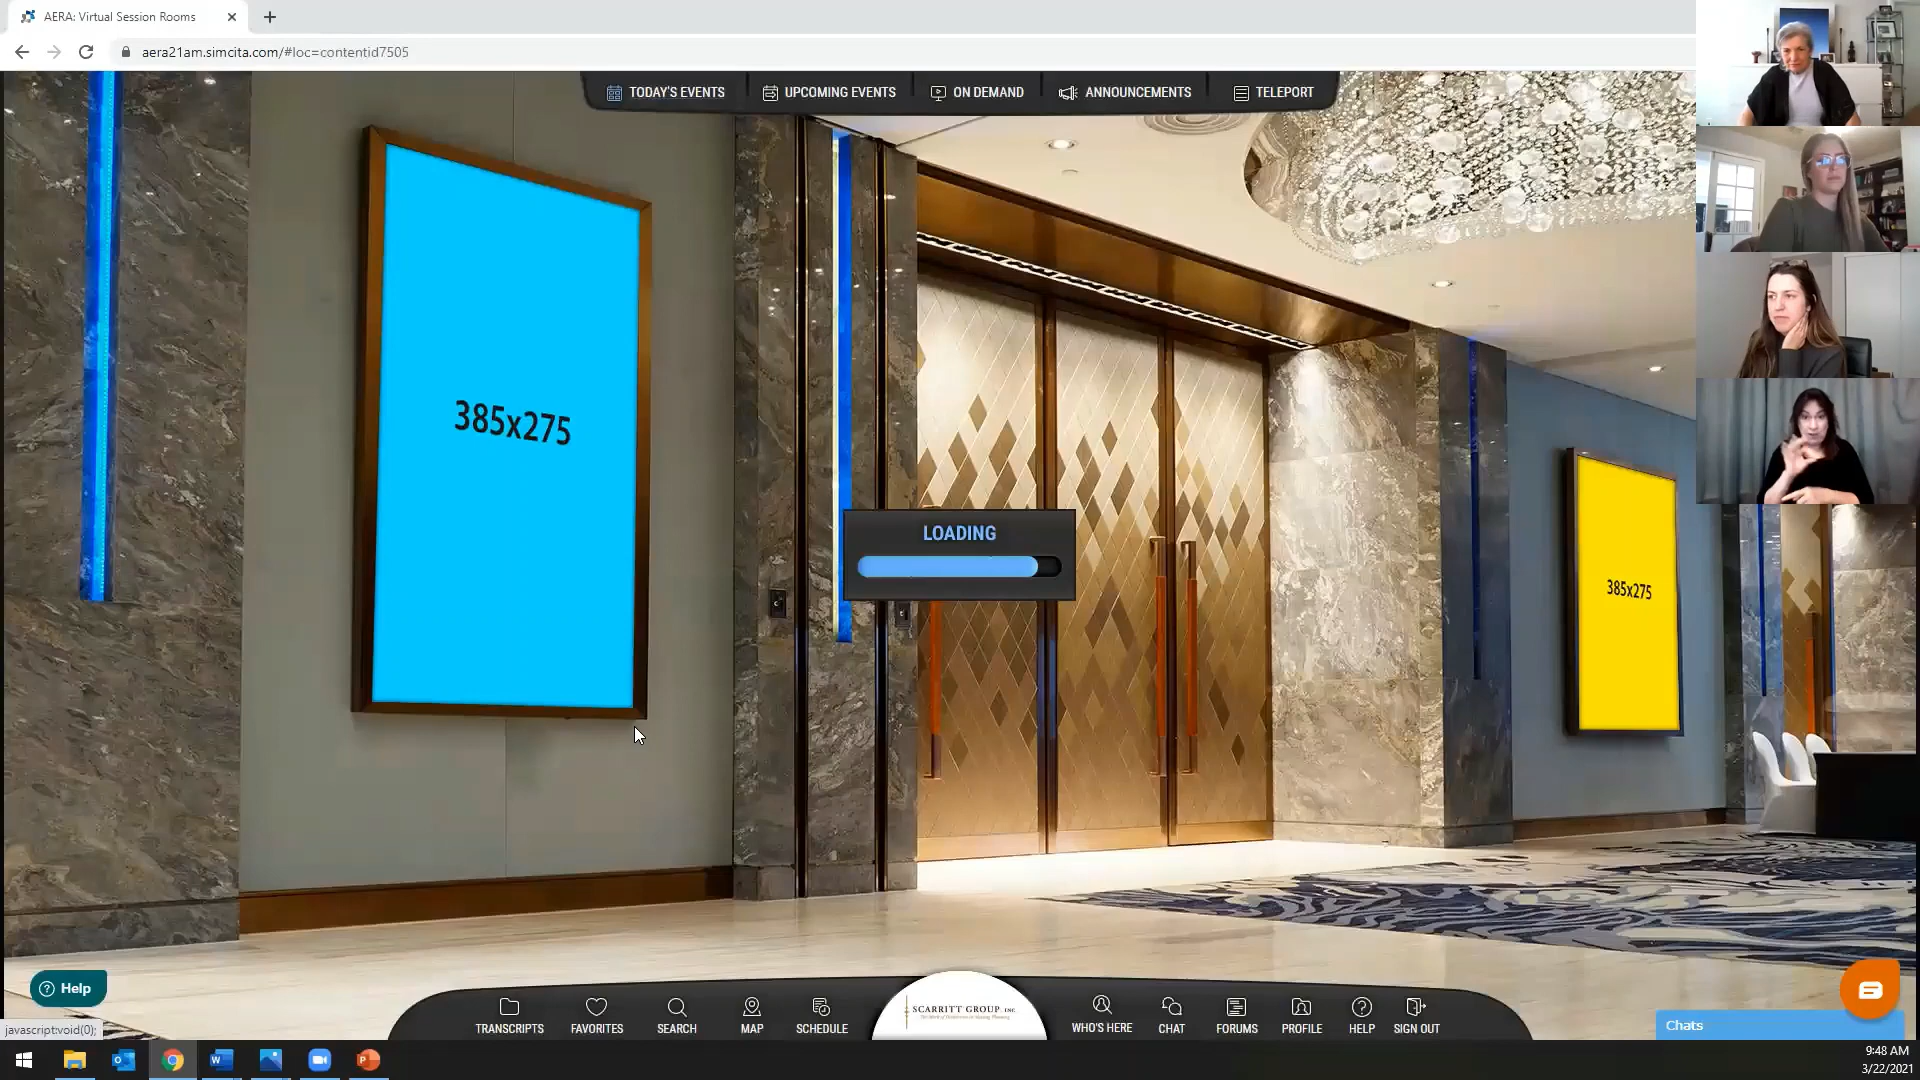 AERA: Virtual Session Rooms
aera21am.simcita.com/#loc=contentid7505
TODAY'S EVENTS
UPCOMING EVENTS
ON DEMAND
ANNOUNCEMENTS
TELEPORT
385x275
LOADING
385x275
Help
javascript:void(0);
TRANSCRIPTS
FAVORITES
SEARCH
MAP
SCHEDULE
SCARRITT GROUP, INC.
WHO'S HERE
CHAT
FORUMS
PROFILE
HELP
SIGN OUT
Chats
9:48 AM
3/22/2021